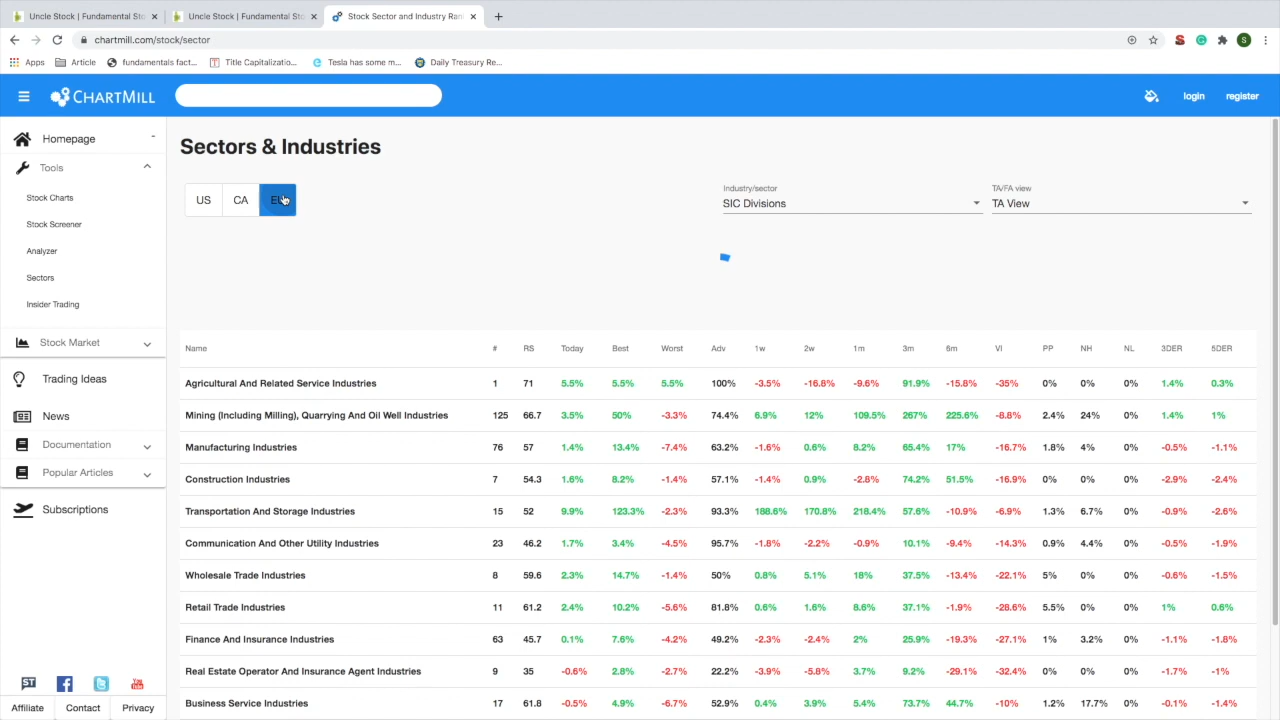 Uncle Stock | Fundamental Sto
Uncle Stock | Fundamental Sto
Stock Sector and Industry Ran
chartmill.com/stock/sector
S
S
Apps
Article
fundamentals fact...
Title Capitalizatio...
Tesla has some m...
Daily Treasury Re...
CHARTMILL
login
register
Homepage
Tools
Stock Charts
Stock Screener
Analyzer
Sectors
Insider Trading
Stock Market
Trading Ideas
News
Documentation
Popular Articles
Subscriptions
ST
Affiliate
Contact
Privacy
Sectors & Industries
US CA
Industry/sector
SIC Divisions
TA/FA view
TA View
Name # RS Today Best Worst Adv 1w 2w 1m 3m 6m VI PP NH NL 3DER 5DER
Agricultural And Related Service Industries 1 71 5.5% 5.5% 5.5% 100% -3.5% -16.8% -9.6% 91.9% -15.8% -35% 0% 0% 0% 1.4% 0.3%
Mining (Including Milling), Quarrying And Oil Well Industries 125 66.7 3.5% 50% -3.3% 74.4% 6.9% 12% 109.5% 267% 225.6% -8.8% 2.4% 24% 0% 1.4% 1%
Manufacturing Industries 76 57 1.4% 13.4% -7.4% 63.2% -1.6% 0.6% 8.2% 65.4% 17% -16.7% 1.8% 4% 0% -0.5% -1.1%
Construction Industries 7 54.3 1.6% 8.2% -1.4% 57.1% -1.4% 0.9% -2.8% 74.2% 51.5% -16.9% 0% 0% 0% -2.9% -2.4%
Transportation And Storage Industries 15 52 9.9% 123.3% -2.3% 93.3% 188.6% 170.8% 218.4% 57.6% -10.9% -6.9% 1.3% 6.7% 0% -0.9% -2.6%
Communication And Other Utility Industries 23 46.2 1.7% 3.4% -4.5% 95.7% -1.8% -2.2% -0.9% 10.1% -9.4% -14.3% 0.9% 4.4% 0% -0.5% -1.9%
Wholesale Trade Industries 8 59.6 2.3% 14.7% -1.4% 50% 0.8% 5.1% 18% 37.5% -13.4% -22.1% 5% 0% 0% -0.6% -1.5%
Retail Trade Industries 11 61.2 2.4% 10.2% -5.6% 81.8% 0.6% 1.6% 8.6% 37.1% -1.9% -28.6% 5.5% 0% 0% 1% 0.6%
Finance And Insurance Industries 63 45.7 0.1% 7.6% -4.2% 49.2% -2.3% -2.4% 2% 25.9% -19.3% -27.1% 1% 3.2% 0% -1.1% -1.8%
Real Estate Operator And Insurance Agent Industries 9 35 -0.6% 2.8% -2.7% 22.2% -3.9% -5.8% 3.7% 9.2% -29.1% -32.4% 0% 0% 0% -1.7% -1%
Business Service Industries 17 61.8 -0.5% 4.9% -6.7% 52.9% 0.4% 3.9% 5.4% 73.7% 44.7% -10% 1.2% 17.7% 0% -0.1% -1.4%